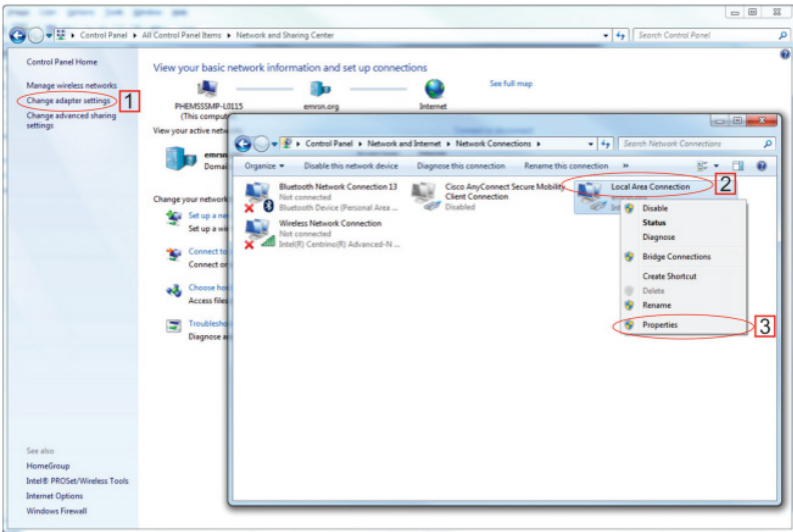 Control Panel ▸ All Control Panel Items ▸ Network and Sharing Center ▸
Search Control Panel
Control Panel Home
Manage wireless networks
Change adapter settings
1
Change advanced sharing
settings
View your basic network information and set up connections
See full map
PHEMSSSMP-L0115
(This comput
emrsn.org
Internet
View your active netw
emrsn
Domai
Change your network
Set up a ne
Set up a wi
Connect to
Connect or
Choose ho
Access files
Troublesho
Diagnose a
See also
HomeGroup
Intel® PROSet/Wireless Tools
Internet Options
Windows Firewall
Control Panel ▸ Network and Internet ▸ Network Connections ▸
Search Network Connections
Organize
Disable this network device
Diagnose this connection
Rename this connection
»
Bluetooth Network Connection 13
Not connected
Bluetooth Device (Personal Area ...
Cisco AnyConnect Secure Mobility
Client Connection
Disabled
Local Area Connection
2
Wireless Network Connection
Not connected
Intel(R) Centrino(R) Advanced-N ...
Disable
Status
Diagnose
Bridge Connections
Create Shortcut
Delete
Rename
Properties
3